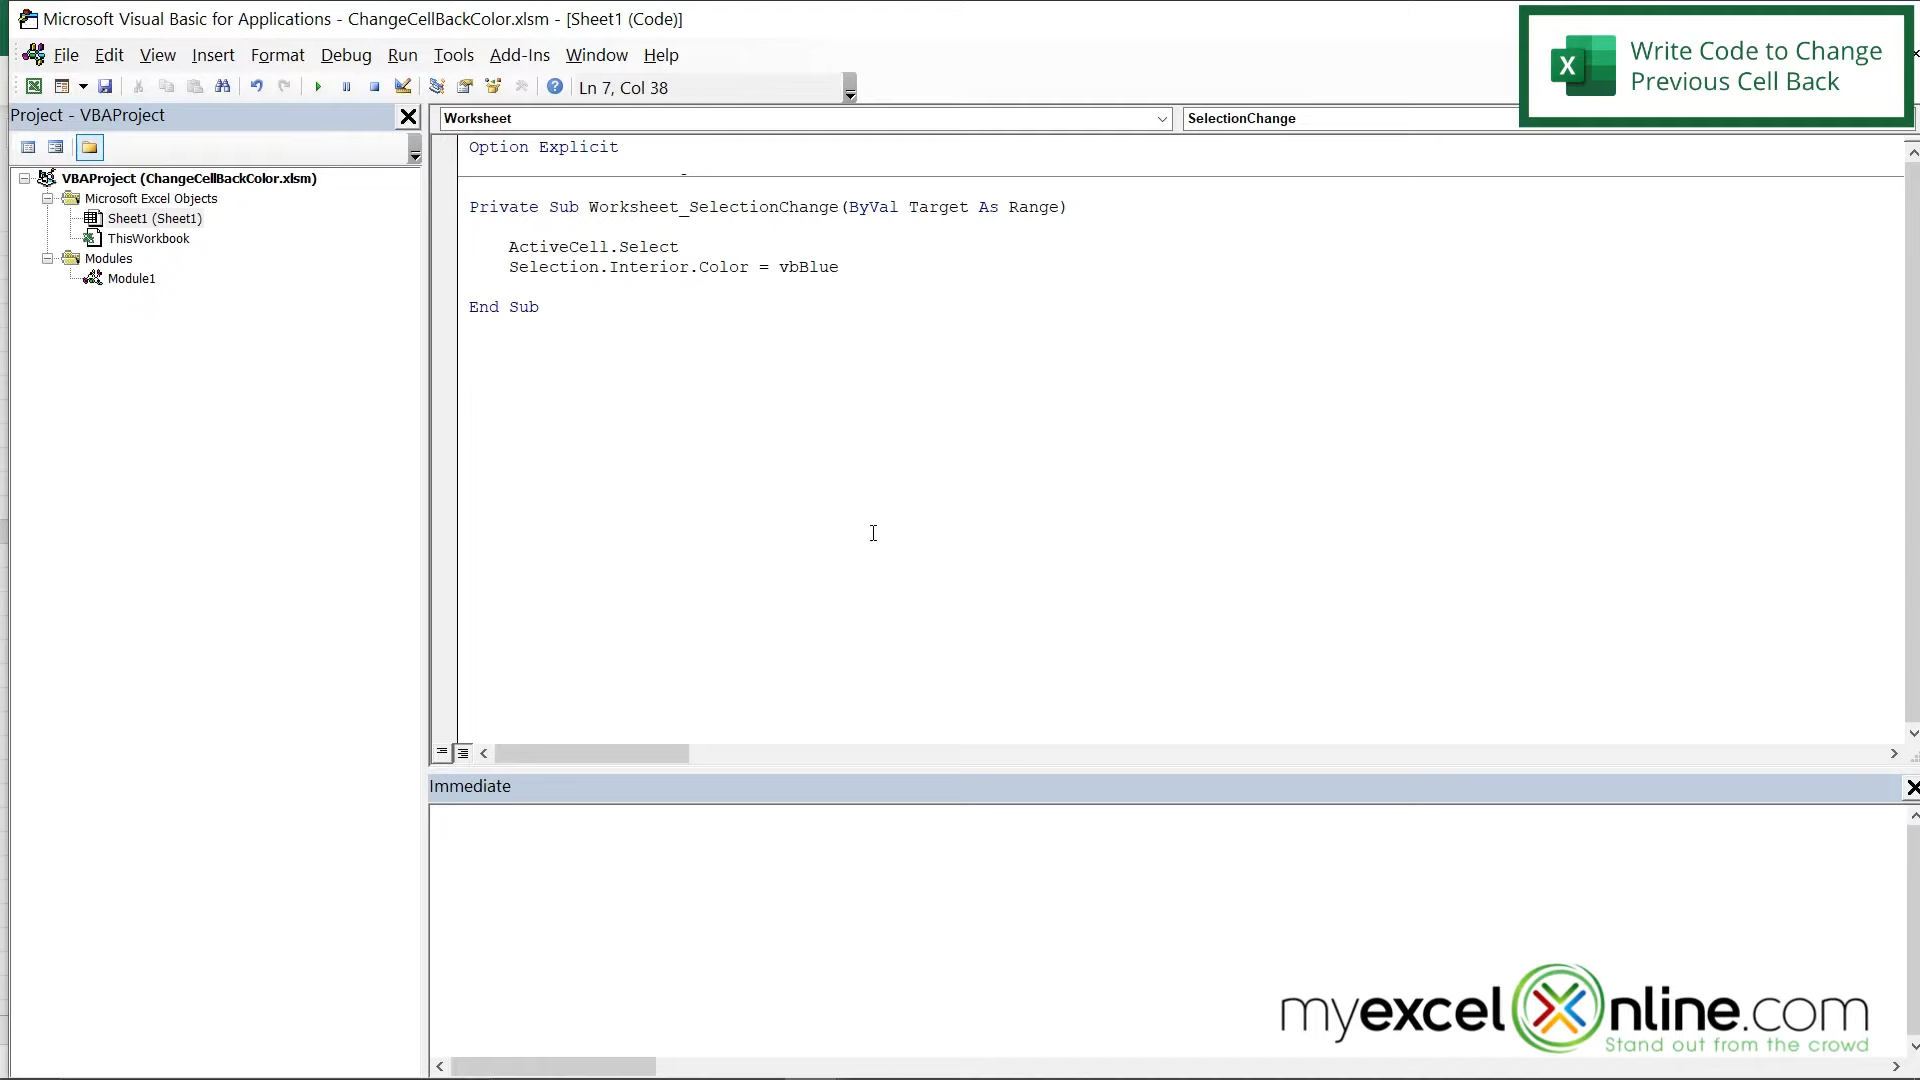 Microsoft Visual Basic for Applications - ChangeCellBackColor.xlsm - [Sheet1 (Code)]
File Edit View Insert Format Debug Run Tools Add-Ins Window Help
Ln 7, Col 38
Write Code to Change
Previous Cell Back
Project - VBAProject
Worksheet
SelectionChange
VBAProject (ChangeCellBackColor.xlsm)
Microsoft Excel Objects
Sheet1 (Sheet1)
ThisWorkbook
Modules
Module1
Option Explicit
Private Sub Worksheet_SelectionChange(ByVal Target As Range)
ActiveCell.Select
Selection.Interior.Color = vbBlue
End Sub
Immediate
myexcelonline.com
Stand out from the crowd